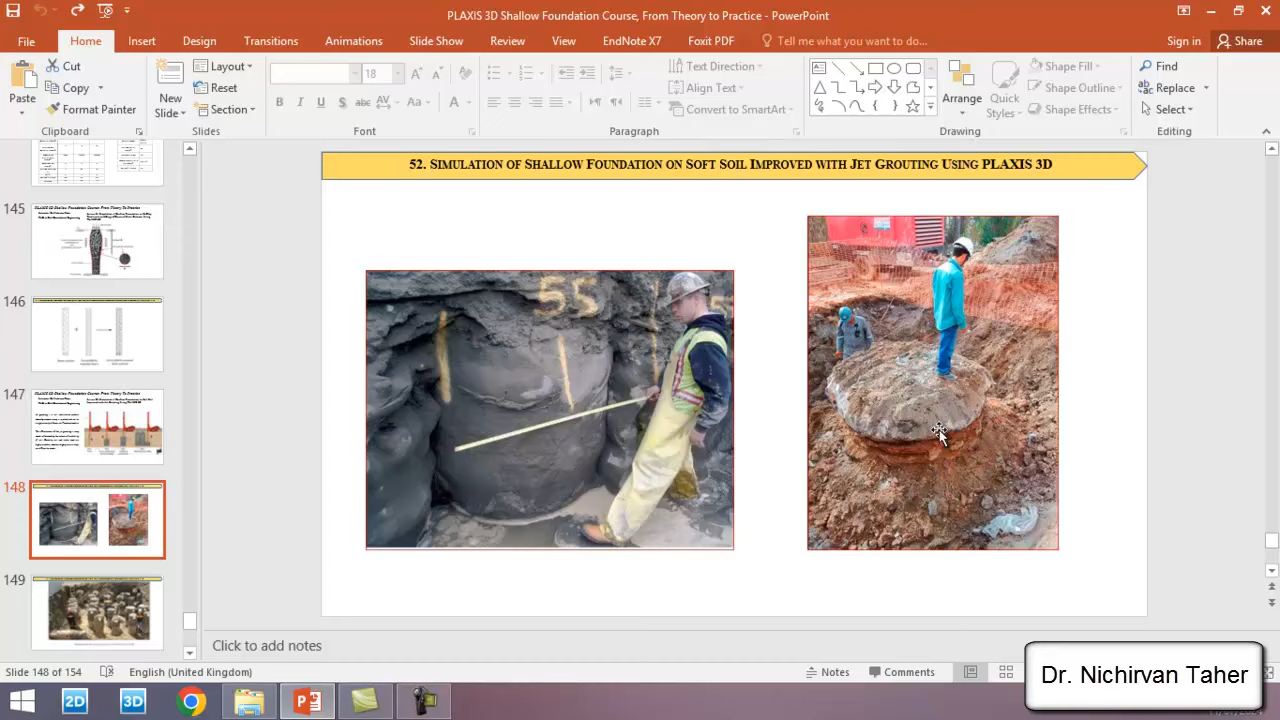 PLAXIS 3D Shallow Foundation Course, From Theory to Practice - PowerPoint
File Home Insert Design Transitions Animations Slide Show Review View EndNote X7 Foxit PDF Tell me what you want to do... Sign in Share
Paste
Cut
Copy
Format Painter
Clipboard
New Slide
Layout
Reset
Section
Slides
18
Font
Text Direction
Align Text
Convert to SmartArt
Paragraph
Arrange
Quick Styles
Shape Fill
Shape Outline
Shape Effects
Drawing
Find
Replace
Select
Editing
145
146
147
148
149
52. SIMULATION OF SHALLOW FOUNDATION ON SOFT SOIL IMPROVED WITH JET GROUTING USING PLAXIS 3D
55
Click to add notes
Slide 148 of 154 English (United Kingdom) Notes Comments
Dr. Nichirvan Taher
2D 3D